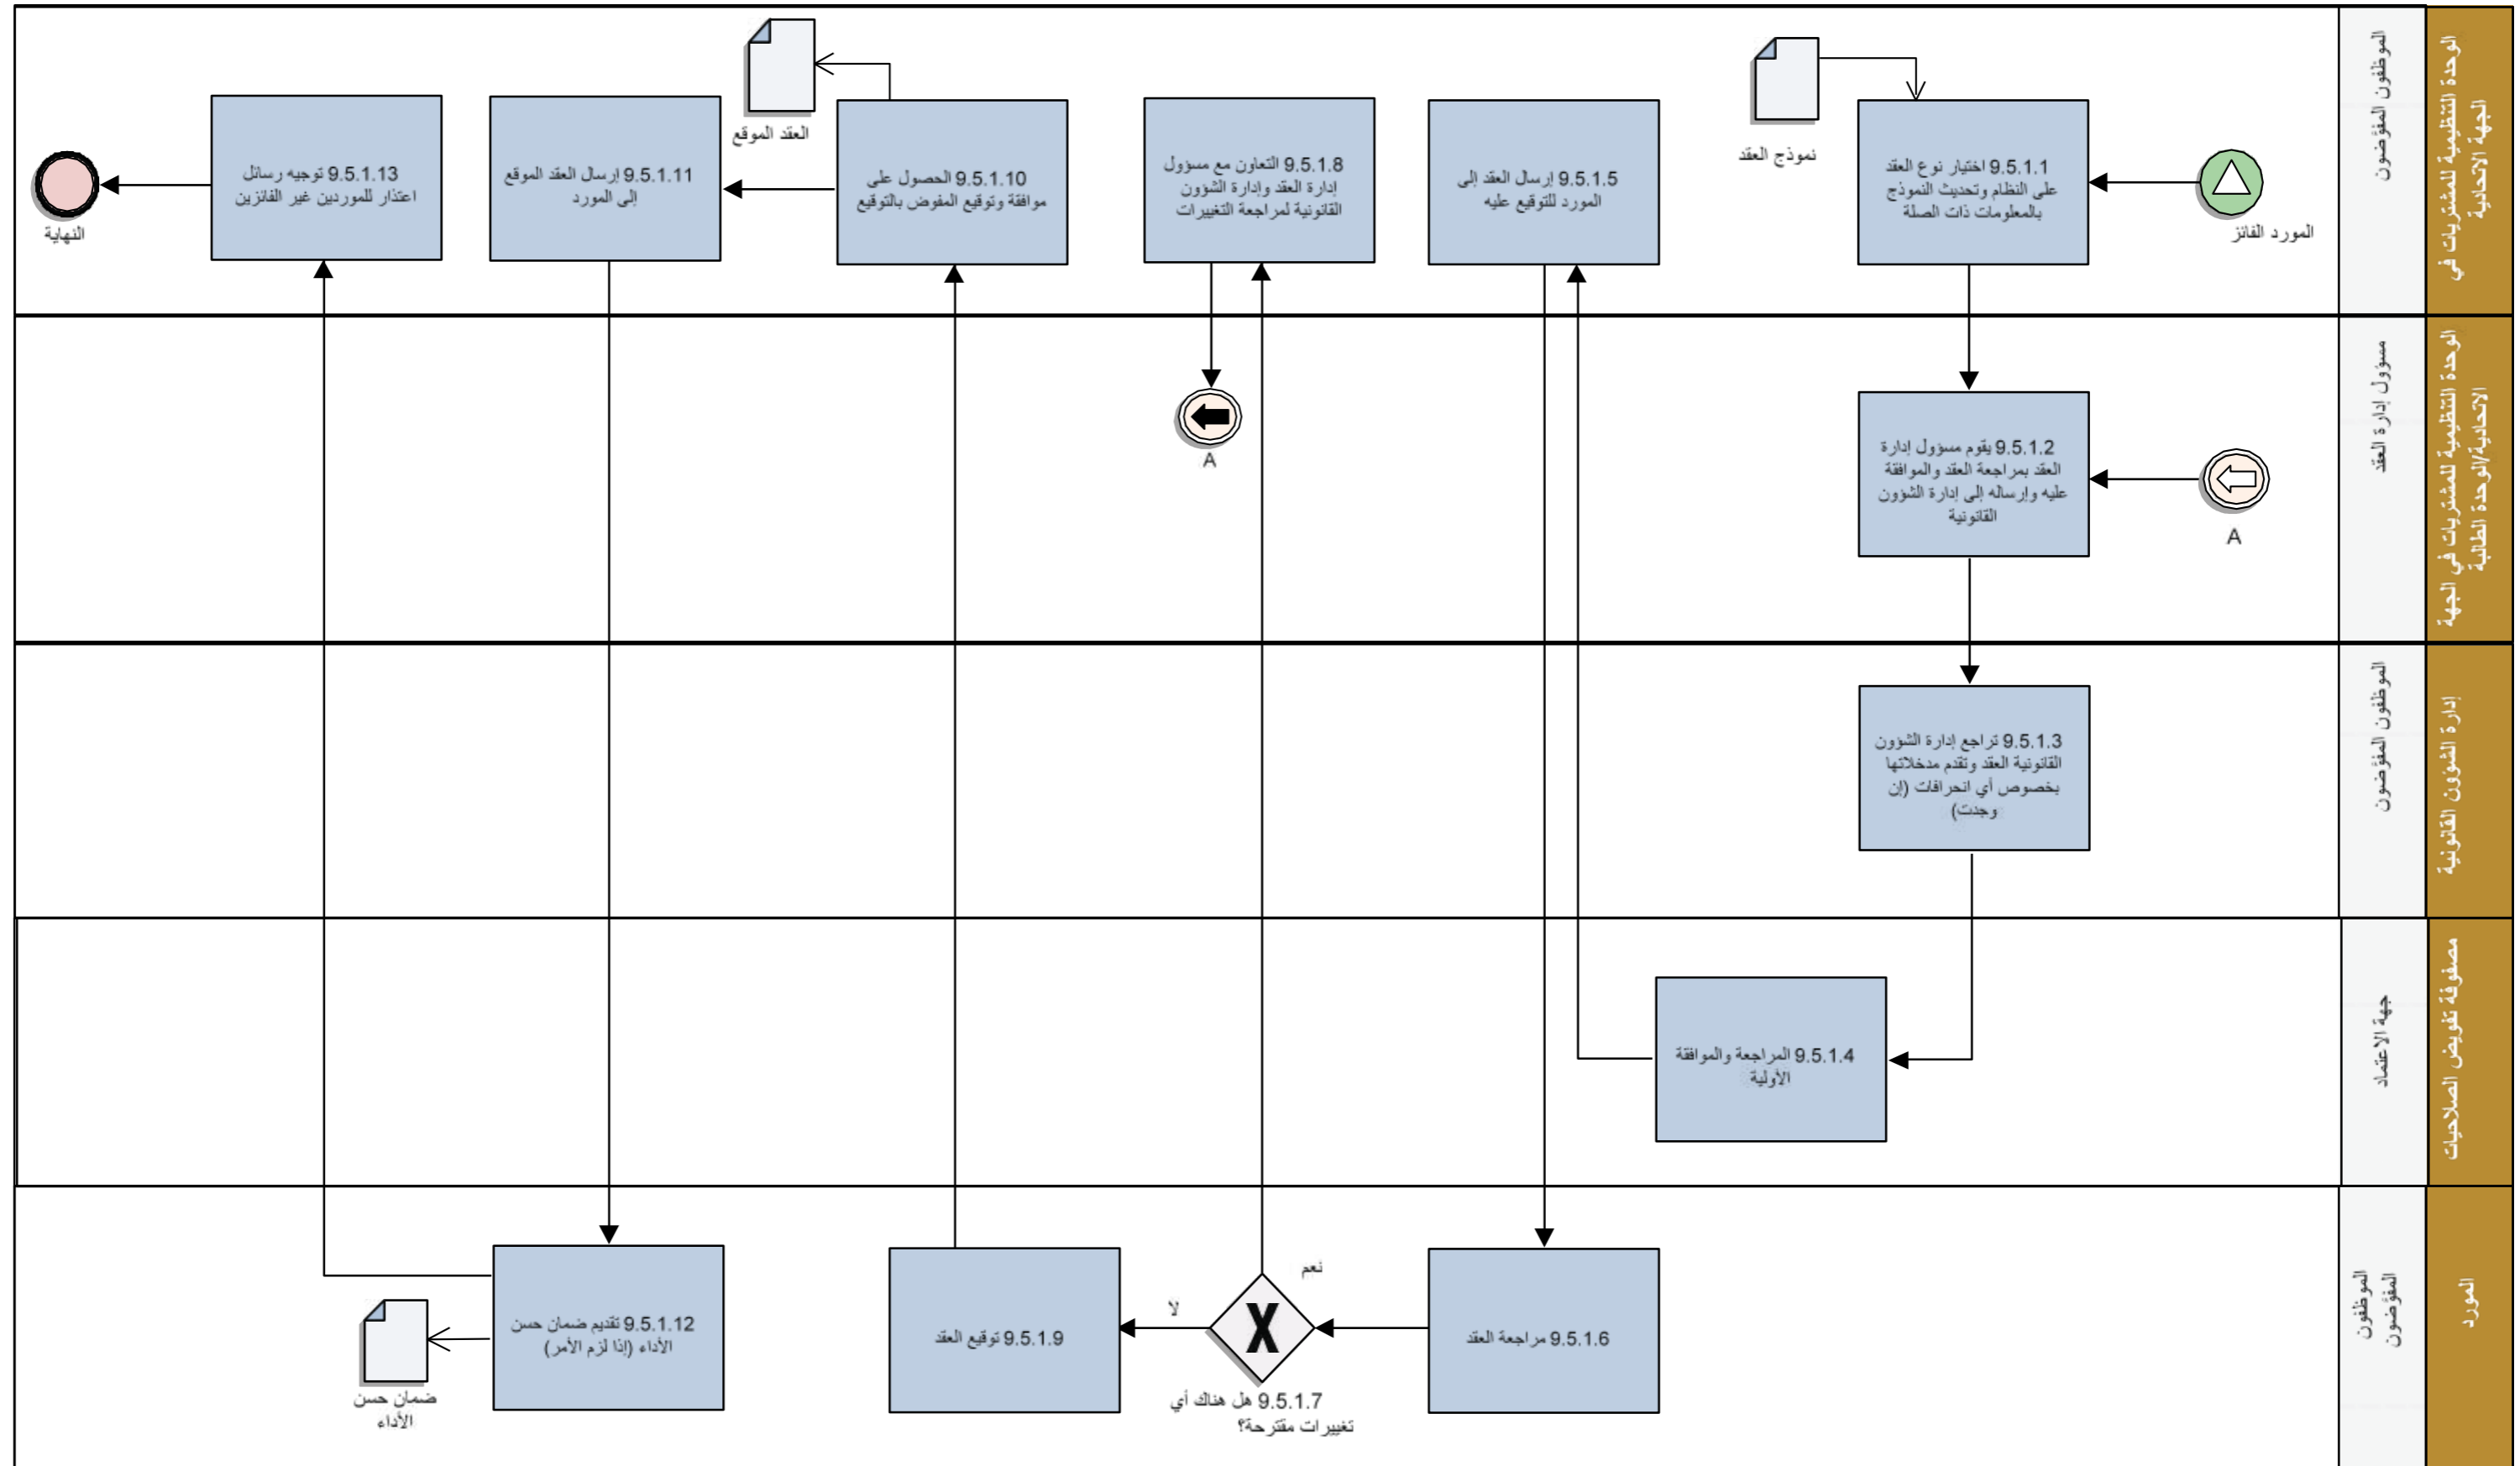 الوحدة التنظيمية للمشتريات في
الجهة الاتحادية
الموظفون المفوَّضون
المورد الفائز
نموذج العقد
9.5.1.1 اختيار نوع العقد
على النظام وتحديث النموذج
بالمعلومات ذات الصلة
9.5.1.5 إرسال العقد إلى
المورد للتوقيع عليه
9.5.1.8 التعاون مع مسؤول
إدارة العقد وإدارة الشؤون
القانونية لمراجعة التغييرات
9.5.1.10 الحصول على
موافقة وتوقيع المفوض بالتوقيع
العقد الموقع
9.5.1.11 إرسال العقد الموقع
إلى المورد
9.5.1.13 توجيه رسائل
اعتذار للموردين غير الفائزين
النهاية
الوحدة التنظيمية للمشتريات في الجهة
الاتحادية/الوحدة الطالبة
مسؤول إدارة العقد
A
9.5.1.2 يقوم مسؤول إدارة
العقد بمراجعة العقد والموافقة
عليه وإرساله إلى إدارة الشؤون
القانونية
A
إدارة الشؤون القانونية
الموظفون المفوَّضون
9.5.1.3 تراجع إدارة الشؤون
القانونية العقد وتقدم مدخلاتها
بخصوص أي انحرافات (إن
وجدت)
مصفوفة تفويض الصلاحيات
جهة الاعتماد
9.5.1.4 المراجعة والموافقة
الأولية
المورد
الموظفون
المفوَّضون
9.5.1.6 مراجعة العقد
نعم
لا
9.5.1.7 هل هناك أي
تغييرات مقترحة؟
9.5.1.9 توقيع العقد
9.5.1.12 تقديم ضمان حسن
الأداء (إذا لزم الأمر)
ضمان حسن
الأداء